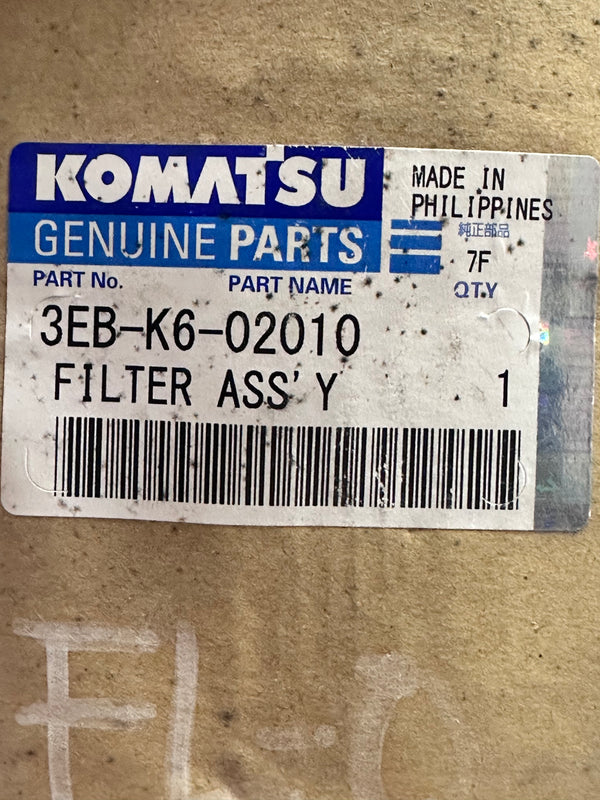 KOMATSU
GENUINE PARTS
MADE IN
PHILIPPINES
純正部品
7F
PART No.
PART NAME
QTY
3EB-K6-02010
FILTER ASS'Y
1